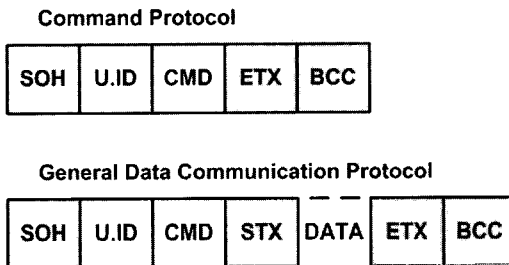 Command Protocol
SOH U.ID CMD ETX BCC
General Data Communication Protocol
SOH U.ID CMD STX DATA ETX BCC